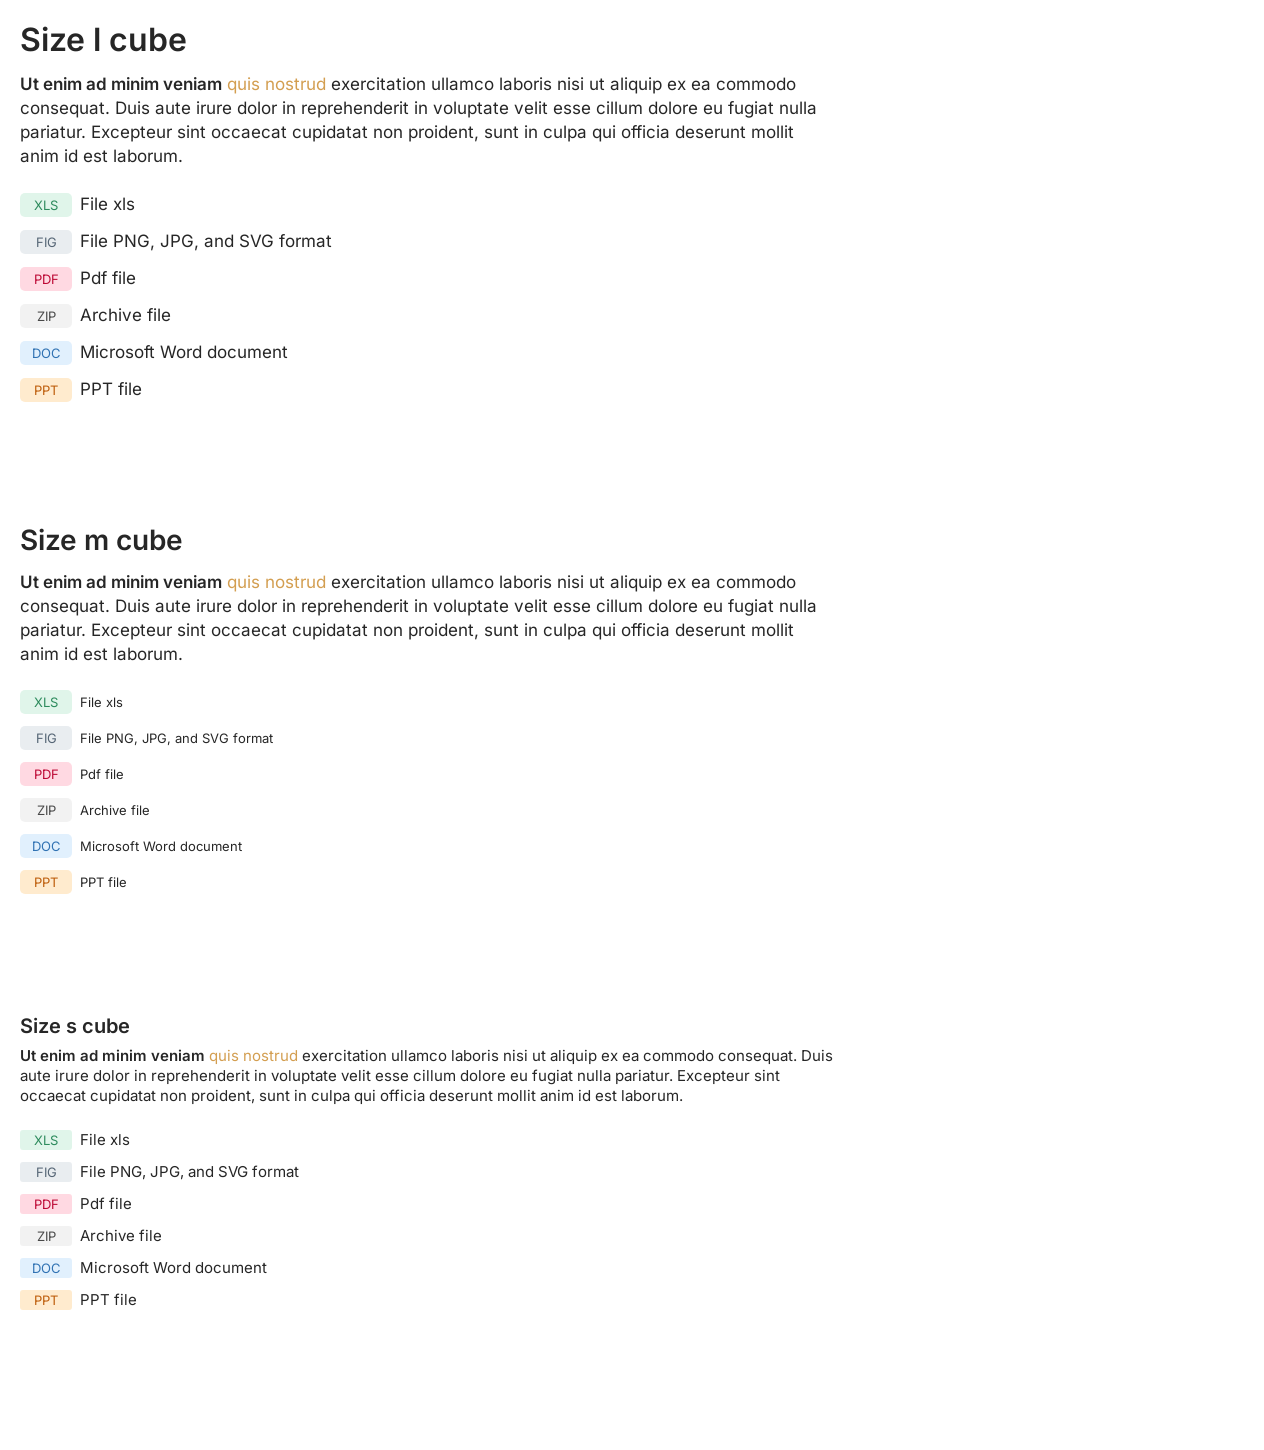 Size l cube
Ut enim ad minim veniam quis nostrud exercitation ullamco laboris nisi ut aliquip ex ea commodo
consequat. Duis aute irure dolor in reprehenderit in voluptate velit esse cillum dolore eu fugiat nulla
pariatur. Excepteur sint occaecat cupidatat non proident, sunt in culpa qui officia deserunt mollit
anim id est laborum.
XLS File xls
FIG File PNG, JPG, and SVG format
PDF Pdf file
ZIP Archive file
DOC Microsoft Word document
PPT PPT file
Size m cube
Ut enim ad minim veniam quis nostrud exercitation ullamco laboris nisi ut aliquip ex ea commodo
consequat. Duis aute irure dolor in reprehenderit in voluptate velit esse cillum dolore eu fugiat nulla
pariatur. Excepteur sint occaecat cupidatat non proident, sunt in culpa qui officia deserunt mollit
anim id est laborum.
XLS File xls
FIG File PNG, JPG, and SVG format
PDF Pdf file
ZIP Archive file
DOC Microsoft Word document
PPT PPT file
Size s cube
Ut enim ad minim veniam quis nostrud exercitation ullamco laboris nisi ut aliquip ex ea commodo consequat. Duis
aute irure dolor in reprehenderit in voluptate velit esse cillum dolore eu fugiat nulla pariatur. Excepteur sint
occaecat cupidatat non proident, sunt in culpa qui officia deserunt mollit anim id est laborum.
XLS File xls
FIG File PNG, JPG, and SVG format
PDF Pdf file
ZIP Archive file
DOC Microsoft Word document
PPT PPT file